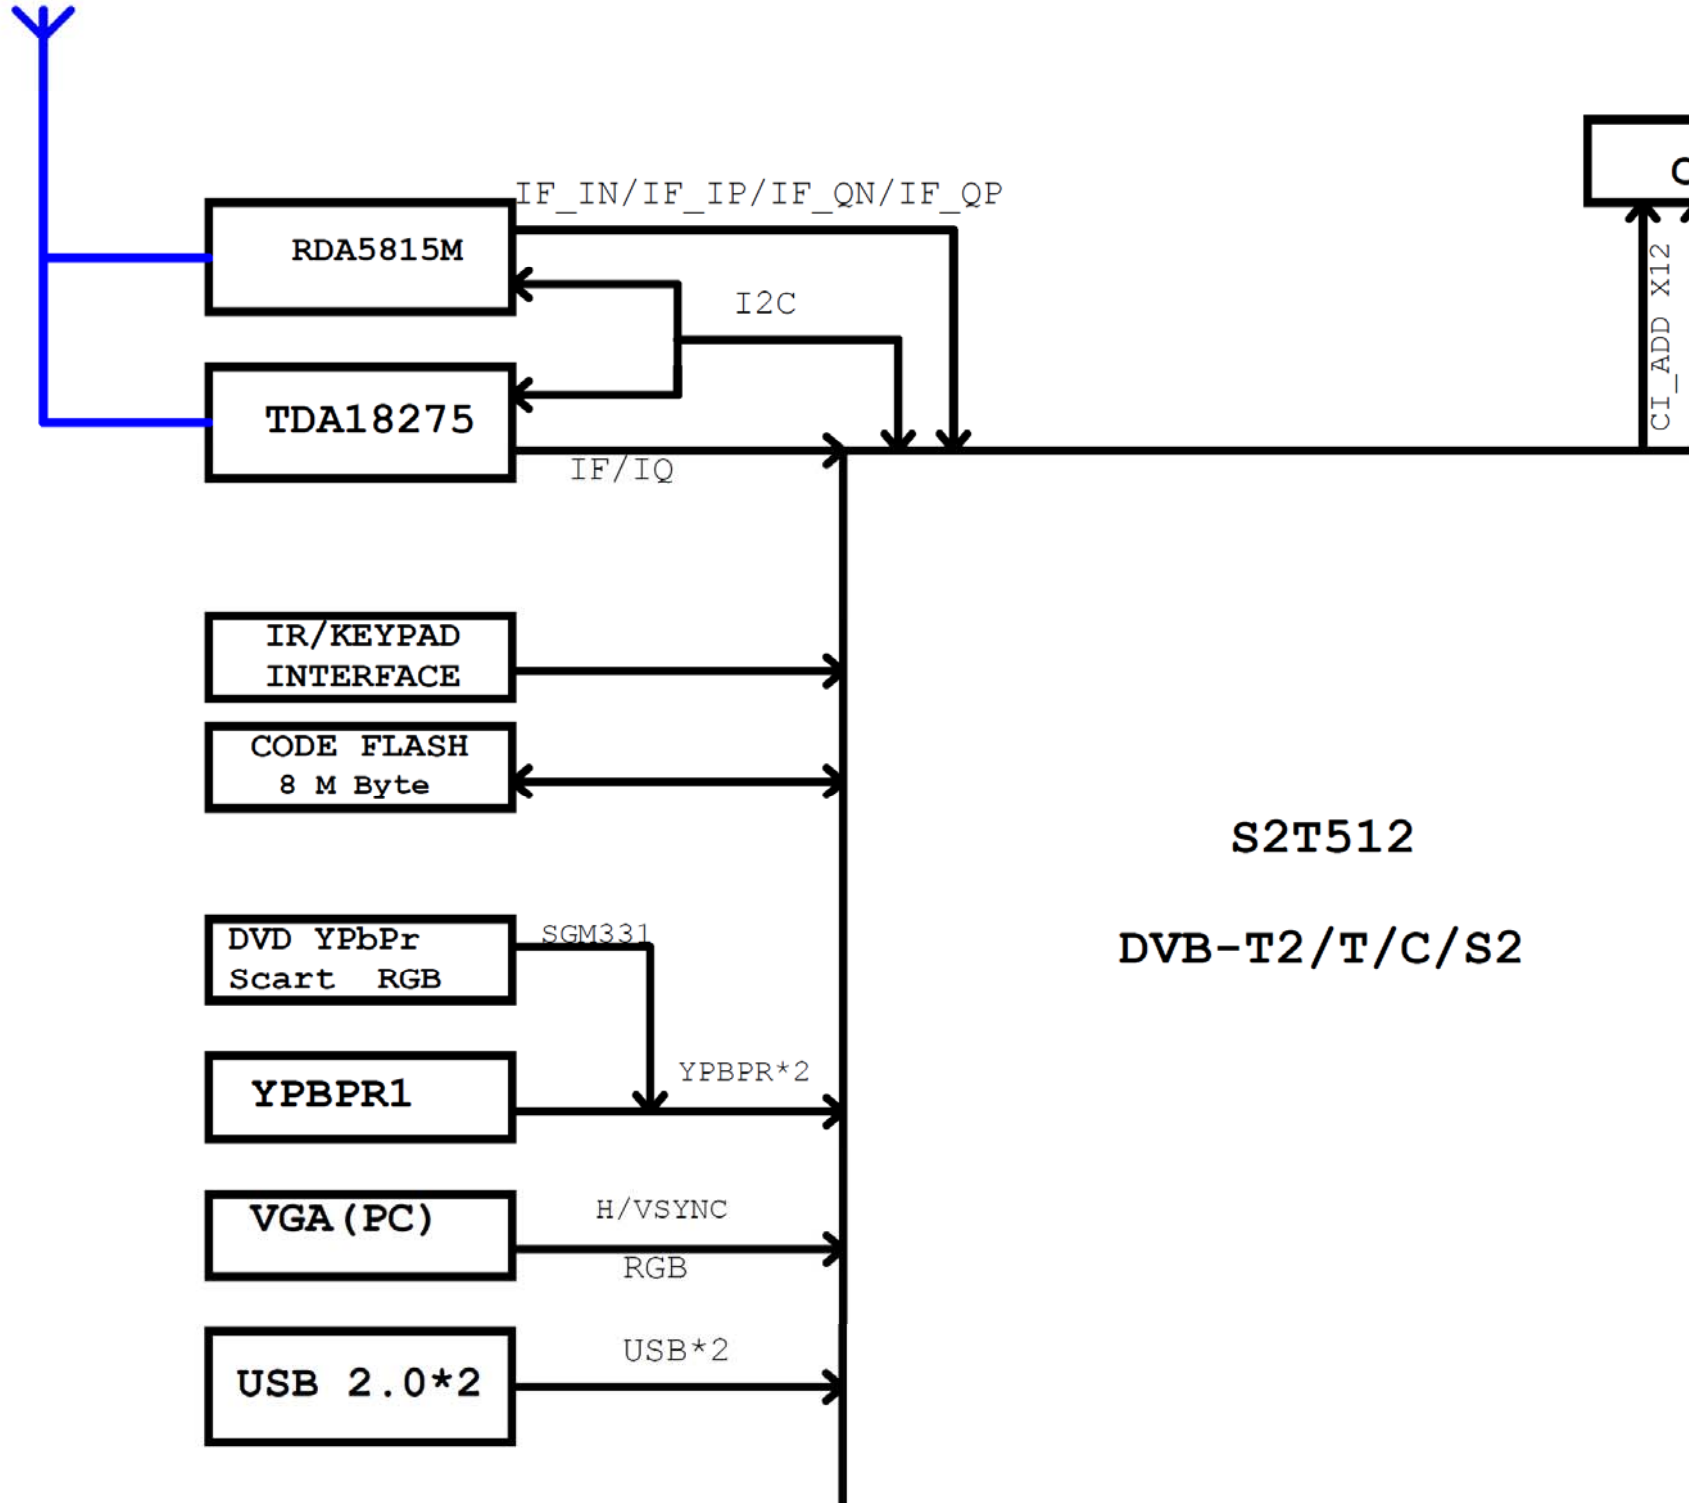 IF_IN/IF_IP/IF_QN/IF_QP
RDA5815M
I2C
TDA18275
IF/IQ
CI_ADD X12
IR/KEYPAD
INTERFACE
CODE FLASH
8 M Byte
S2T512
DVB-T2/T/C/S2
DVD YPbPr
Scart RGB
SGM331
YPBPR1
YPBPR*2
VGA(PC)
H/VSYNC
RGB
USB 2.0*2
USB*2